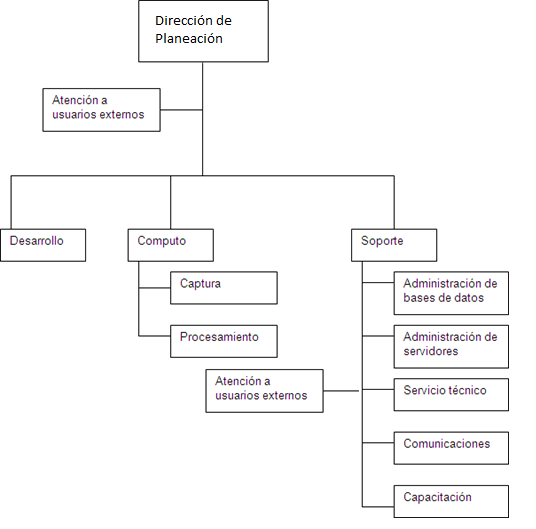 Dirección de
Planeación
Atención a
usuarios externos
Desarrollo
Computo
Soporte
Captura
Administración de
bases de datos
Procesamiento
Administración de
servidores
Atención a
usuarios externos
Servicio técnico
Comunicaciones
Capacitación